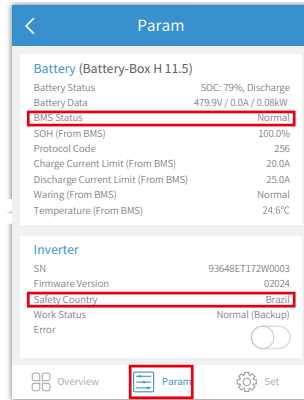 Param
Battery (Battery-Box H 11.5)
Battery Status SOC: 79%, Discharge
Battery Data 479.9V / 0.0A / 0.08kW
BMS Status Normal
SOH (From BMS) 100.0%
Protocol Code 256
Charge Current Limit (From BMS) 20.0A
Discharge Current Limit (From BMS) 25.0A
Waring (From BMS) Normal
Temperature (From BMS) 24.6°C
Inverter
SN 93648ET172W0003
Firmware Version 02024
Safety Country Brazil
Work Status Normal (Backup)
Error
Overview Param Set